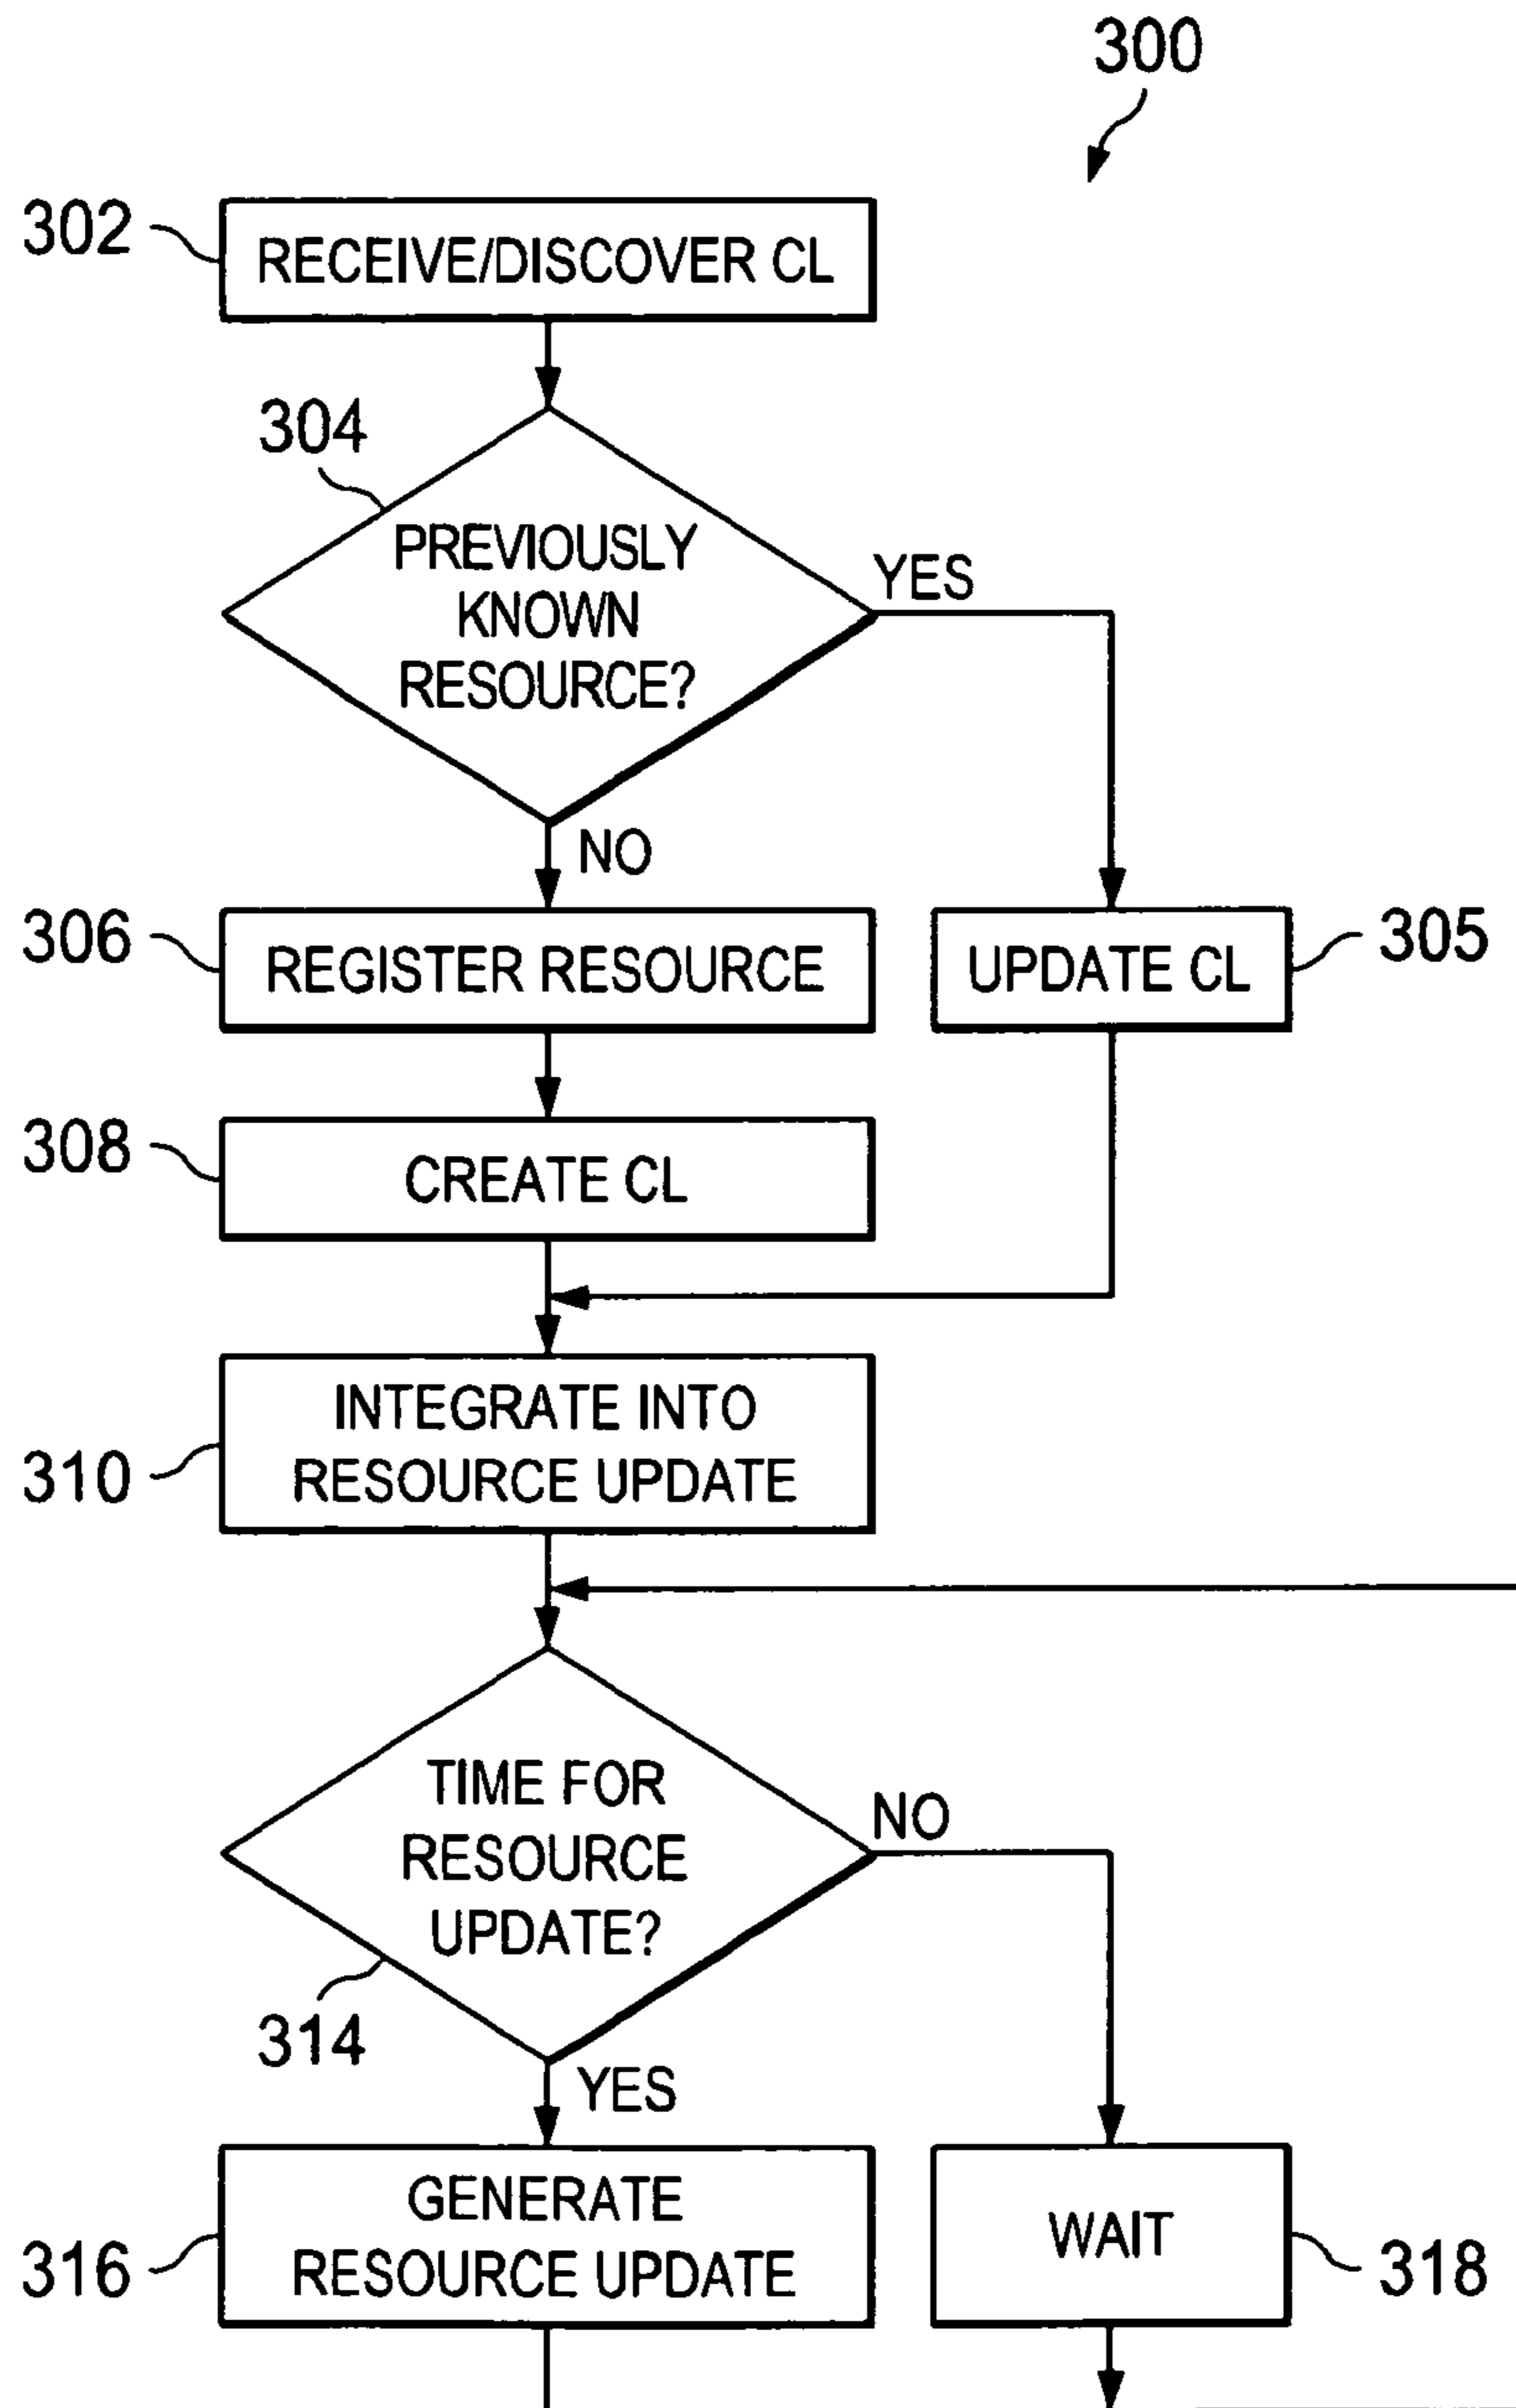 300
302
RECEIVE/DISCOVER CL
304
PREVIOUSLY
KNOWN
RESOURCE?
YES
NO
306
REGISTER RESOURCE
UPDATE CL
305
308
CREATE CL
310
INTEGRATE INTO
RESOURCE UPDATE
TIME FOR
RESOURCE
UPDATE?
NO
314
YES
316
GENERATE
RESOURCE UPDATE
WAIT
318